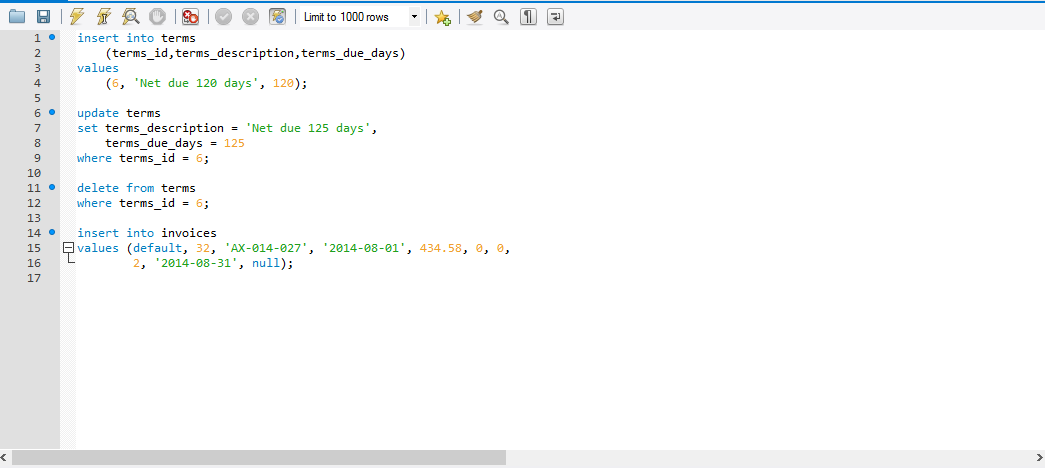 Limit to 1000 rows
1 insert into terms
2 (terms_id,terms_description,terms_due_days)
3 values
4 (6, 'Net due 120 days', 120);
5
6 update terms
7 set terms_description = 'Net due 125 days',
8 terms_due_days = 125
9 where terms_id = 6;
10
11 delete from terms
12 where terms_id = 6;
13
14 insert into invoices
15 values (default, 32, 'AX-014-027', '2014-08-01', 434.58, 0, 0,
16 2, '2014-08-31', null);
17